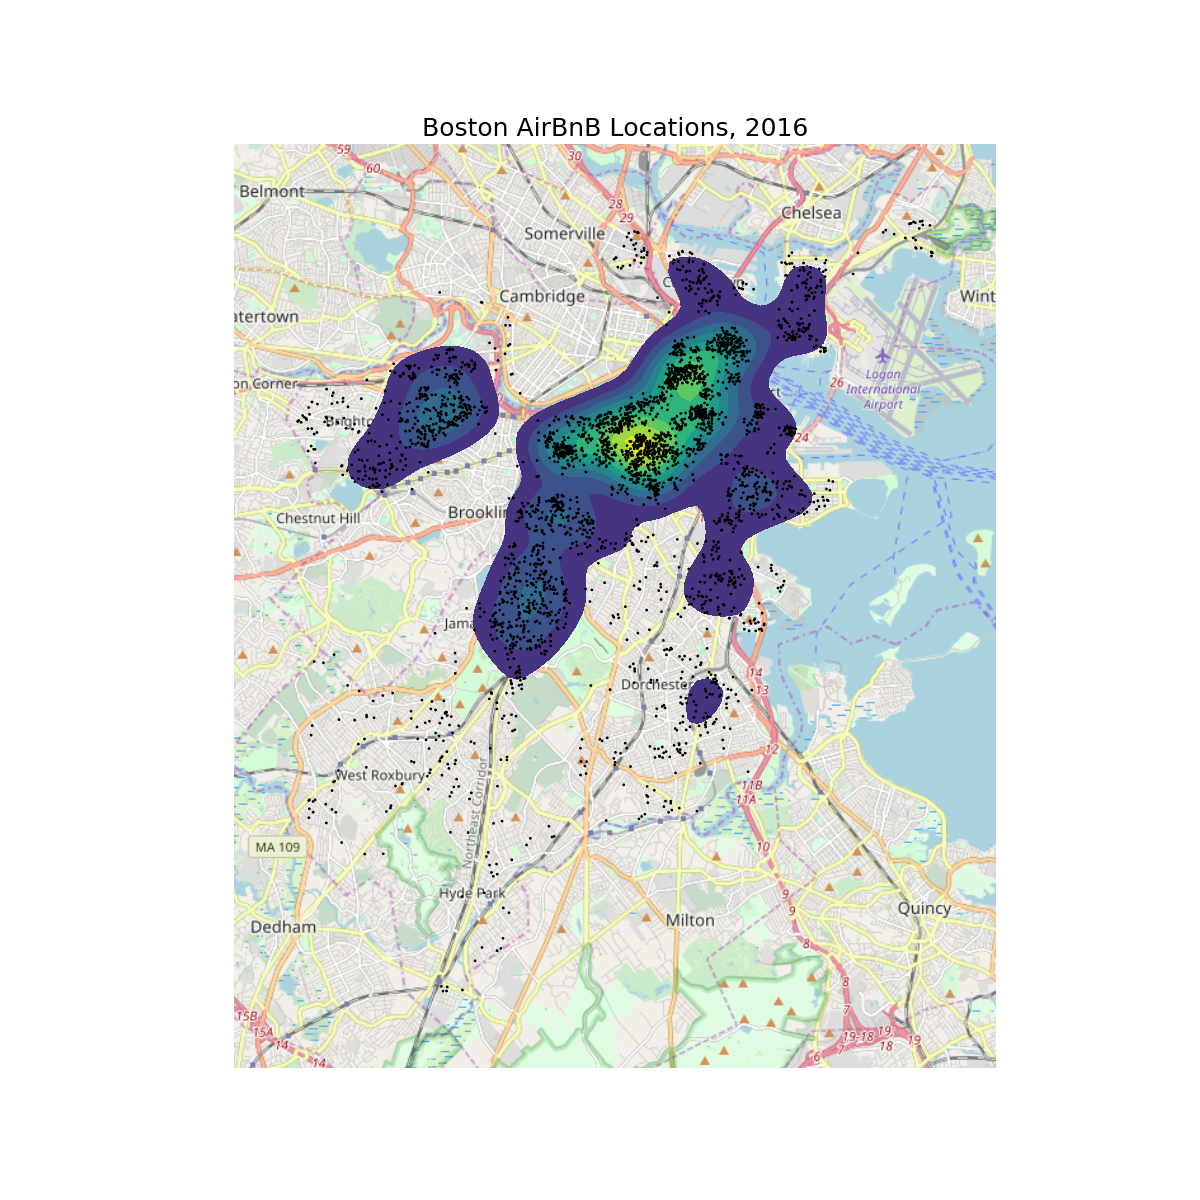 Boston AirBnB Locations, 2016
59
60
30
Belmont
28
29
Chelsea
Somerville
Cambridge
Wint
atertown
Logan
International
Airport
26
on Corner
24
Brookli
Chestnut Hill
Jama
14
13
Dorchester
12
West Roxbury
11B
11A
Northeast Corridor
MA 109
10
Hyde Park
9
9
Quincy
Milton
Dedham
8
8
7
15B
15A
14
14
19-18
19,
18
19
7
6